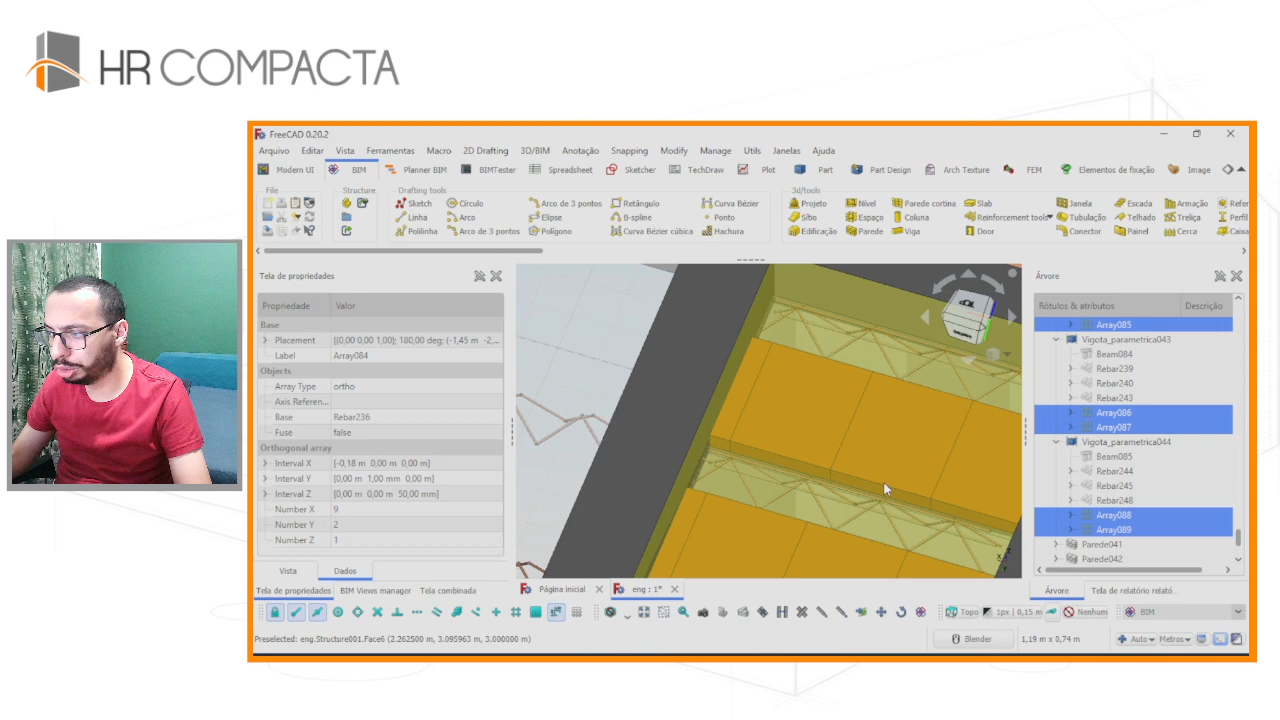 HR COMPACTA
FreeCAD 0.20.2
Arquivo Editar Vista Ferramentas Macro 2D Drafting 3D/BIM Anotação Snapping Modify Manage Utils Janelas Ajuda
Modern UI BIM Planner BIM BIMTester Spreadsheet Sketcher TechDraw Plot Part Part Design Arch Texture FEM Elementos de fixação Image
File Structure Drafting tools 3d/tools
Sketch Círculo Arco de 3 pontos Retângulo Curva Bézier Projeto Nível Parede cortina Slab Janela Escada Armação Refer
Linha Arco Elipse B-spline Ponto Sítio Espaço Coluna Reinforcement tools Tubulação Telhado Treliça Perfil
Polilinha Arco de 3 pontos Polígono Curva Bézier cúbica Hachura Edificação Parede Viga Door Conector Painel Cerca Caixa
Tela de propriedades
Árvore
Propriedade Valor
Rótulos & atributos Descrição
Base
Placement [(0,00 0,00 1,00); 180,00 deg; (-1,45 m -2,...
Label Array084
Objects
Array Type ortho
Axis Referen...
Base Rebar236
Fuse false
Orthogonal array
Interval X [-0,18 m 0,00 m 0,00 m]
Interval Y [0,00 m 1,00 mm 0,00 m]
Interval Z [0,00 m 0,00 m 50,00 mm]
Number X 9
Number Y 2
Number Z 1
Array085
Vigota_parametrica043
Beam084
Rebar239
Rebar240
Rebar243
Array086
Array087
Vigota_parametrica044
Beam085
Rebar244
Rebar245
Rebar248
Array088
Array089
Parede041
Parede042
Vista Dados
Tela de propriedades BIM Views manager Tela combinada
Página inicial eng : 1*
Árvore Tela de relatório relató...
Topo 1px | 0,15 m Nenhum BIM
Preselected: eng.Structure001.Face6 (2.262500 m, 3.095963 m, 3.000000 m)
Blender 1,19 m x 0,74 m Auto Metros